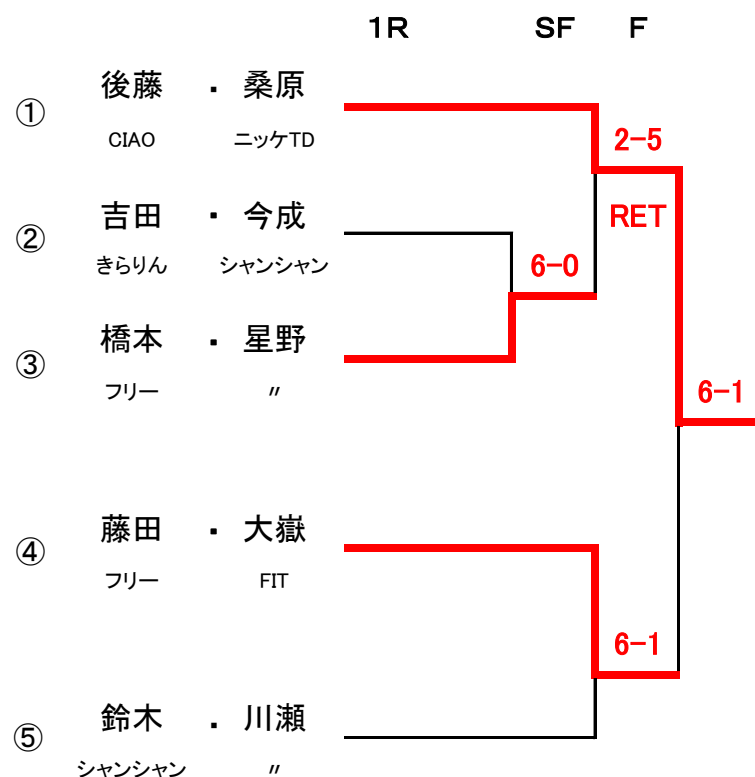 1R SF F
① 後藤 ・ 桑原
CIAO ニッケTD
2-5
② 吉田 ・ 今成
RET
きらりん シャンシャン
6-0
③ 橋本 ・ 星野
フリー 〃
6-1
④ 藤田 ・ 大嶽
フリー FIT
6-1
⑤ 鈴木 ・ 川瀬
シャンシャン 〃